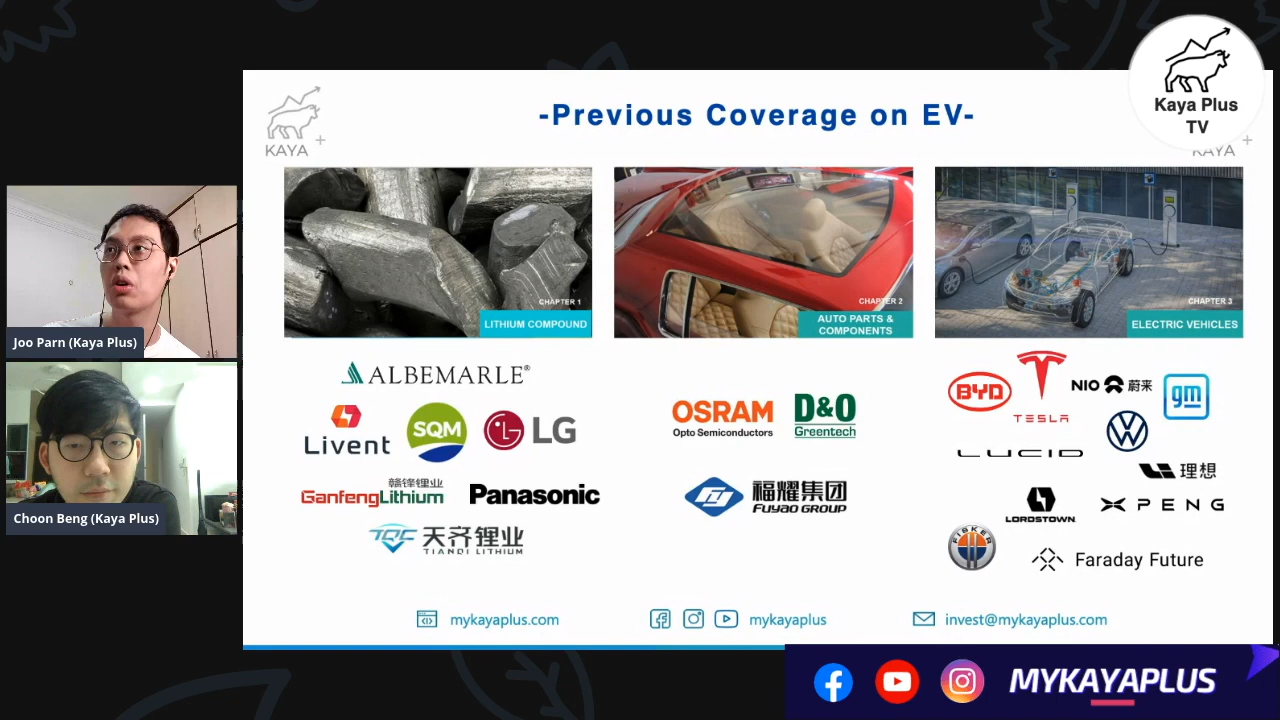 Kaya Plus
TV
-Previous Coverage on EV-
KAYA +
KAYA +
CHAPTER 1
LITHIUM COMPOUND
CHAPTER 2
AUTO PARTS &
COMPONENTS
CHAPTER 3
ELECTRIC VEHICLES
Joo Parn (Kaya Plus)
Choon Beng (Kaya Plus)
ALBEMARLE®
Livent
SQM
LG
赣锋锂业
GanfengLithium
Panasonic
TQC 天齐锂业
TIANQI LITHIUM
OSRAM
Opto Semiconductors
D&O
Greentech
福耀集团
FUYAO GROUP
BYD
TESLA
NIO 蔚来
gm
LUCID
理想
LORDSTOWN
XPENG
FISKER
Faraday Future
mykayaplus.com
mykayaplus
invest@mykayaplus.com
MYKAYAPLUS